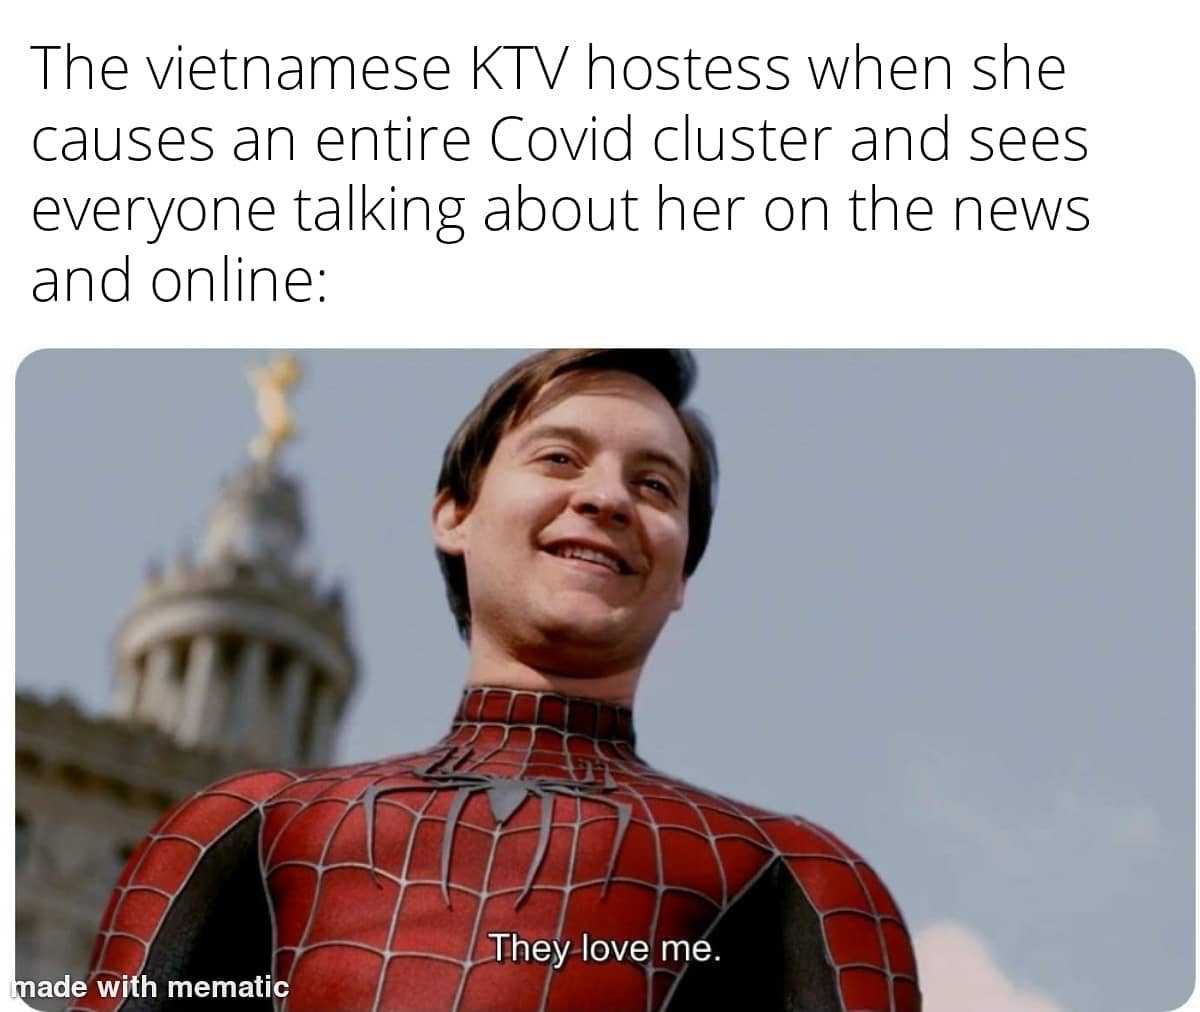 The vietnamese KTV hostess when she
causes an entire Covid cluster and sees
everyone talking about her on the news
and online:
They love me.
made with mematic